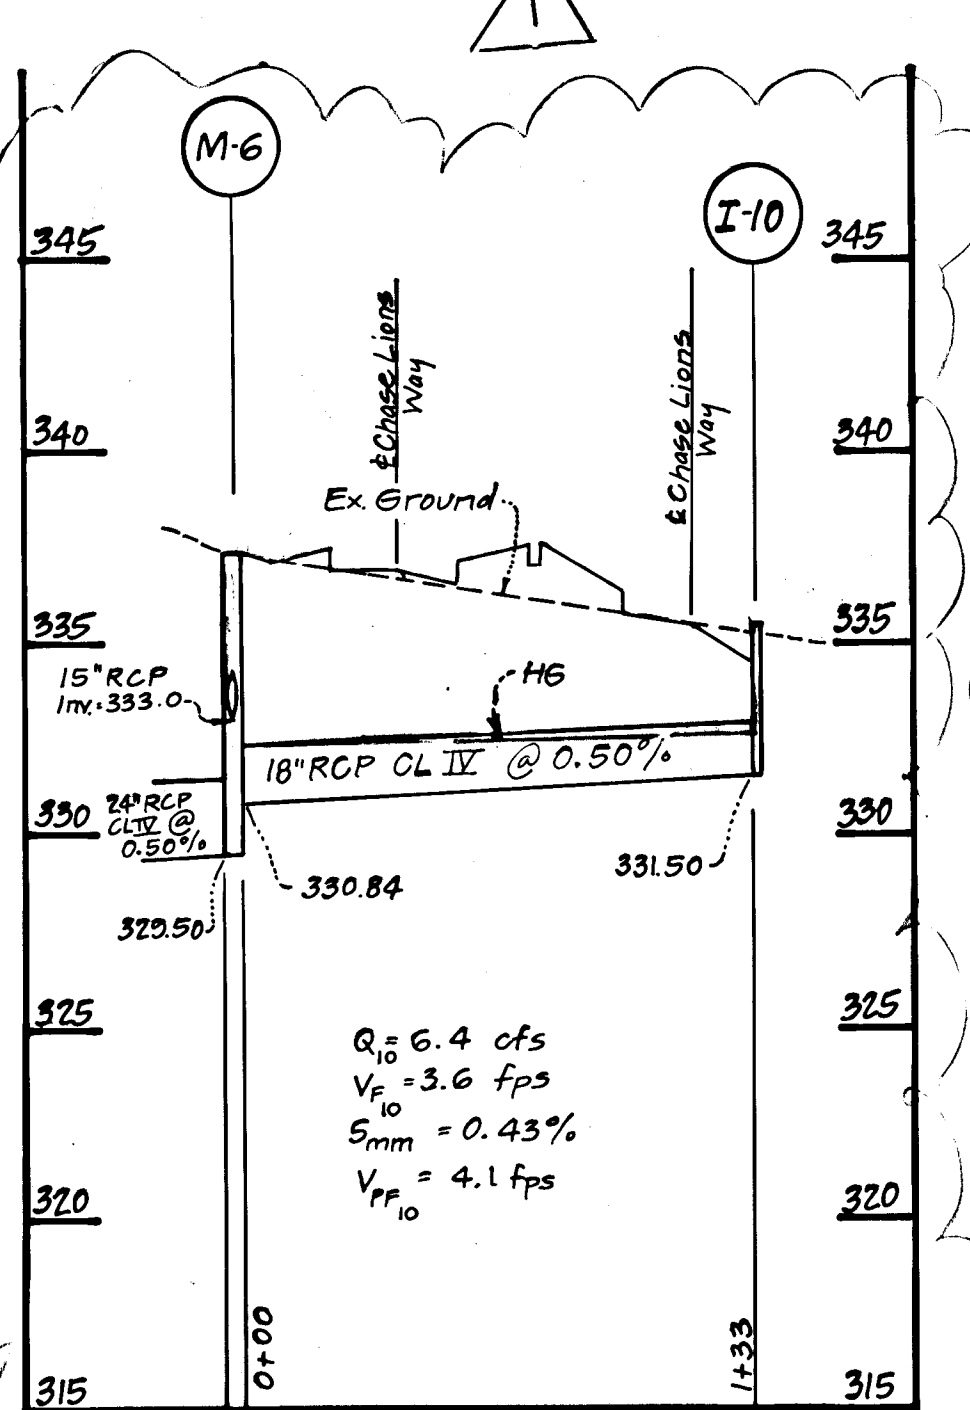 1
M-6
I-10
345
345
℄ Chase Lions
Way
℄ Chase Lions
Way
340
340
Ex. Ground
335
335
15" RCP
Inv.=333.0
HG
18" RCP CL IV @ 0.50%
24" RCP
CL IV @
0.50%
330
330
331.50
330.84
329.50
325
325
Q10 = 6.4 cfs
VF10 = 3.6 fps
Smm = 0.43%
VPF10 = 4.1 fps
320
320
0+00
1+33
315
315